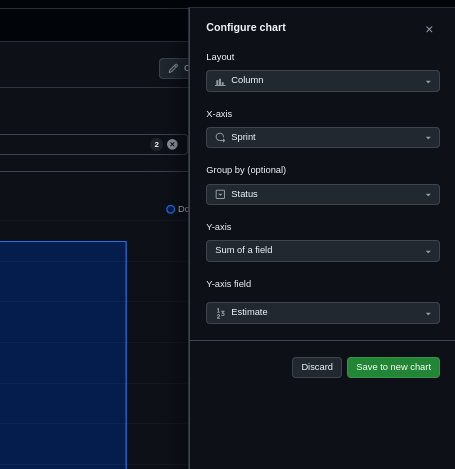 Configure chart
Layout
Column
X-axis
Sprint
2
Group by (optional)
Status
Do
Y-axis
Sum of a field
Y-axis field
Estimate
Discard
Save to new chart